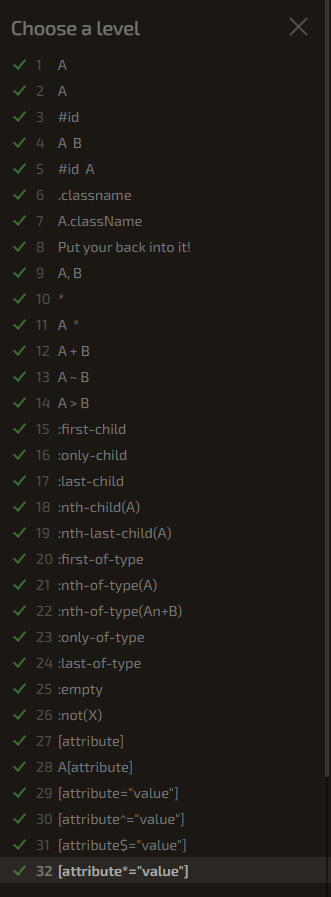 Choose a level
1 A
2 A
3 #id
4 A B
5 #id A
6 .classname
7 A.className
8 Put your back into it!
9 A, B
10 *
11 A *
12 A + B
13 A ~ B
14 A > B
15 :first-child
16 :only-child
17 :last-child
18 :nth-child(A)
19 :nth-last-child(A)
20 :first-of-type
21 :nth-of-type(A)
22 :nth-of-type(An+B)
23 :only-of-type
24 :last-of-type
25 :empty
26 :not(X)
27 [attribute]
28 A[attribute]
29 [attribute="value"]
30 [attribute^="value"]
31 [attribute$="value"]
32 [attribute*="value"]